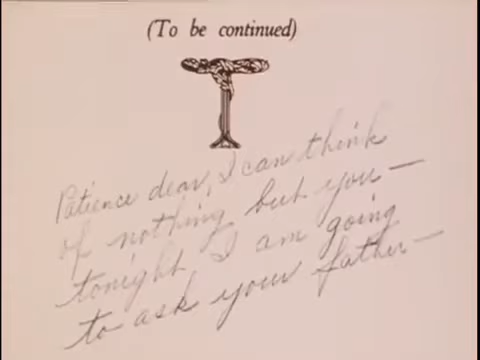 (To be continued)
Patience dear, I can think
of nothing but you—
tonight I am going
to ask your father—